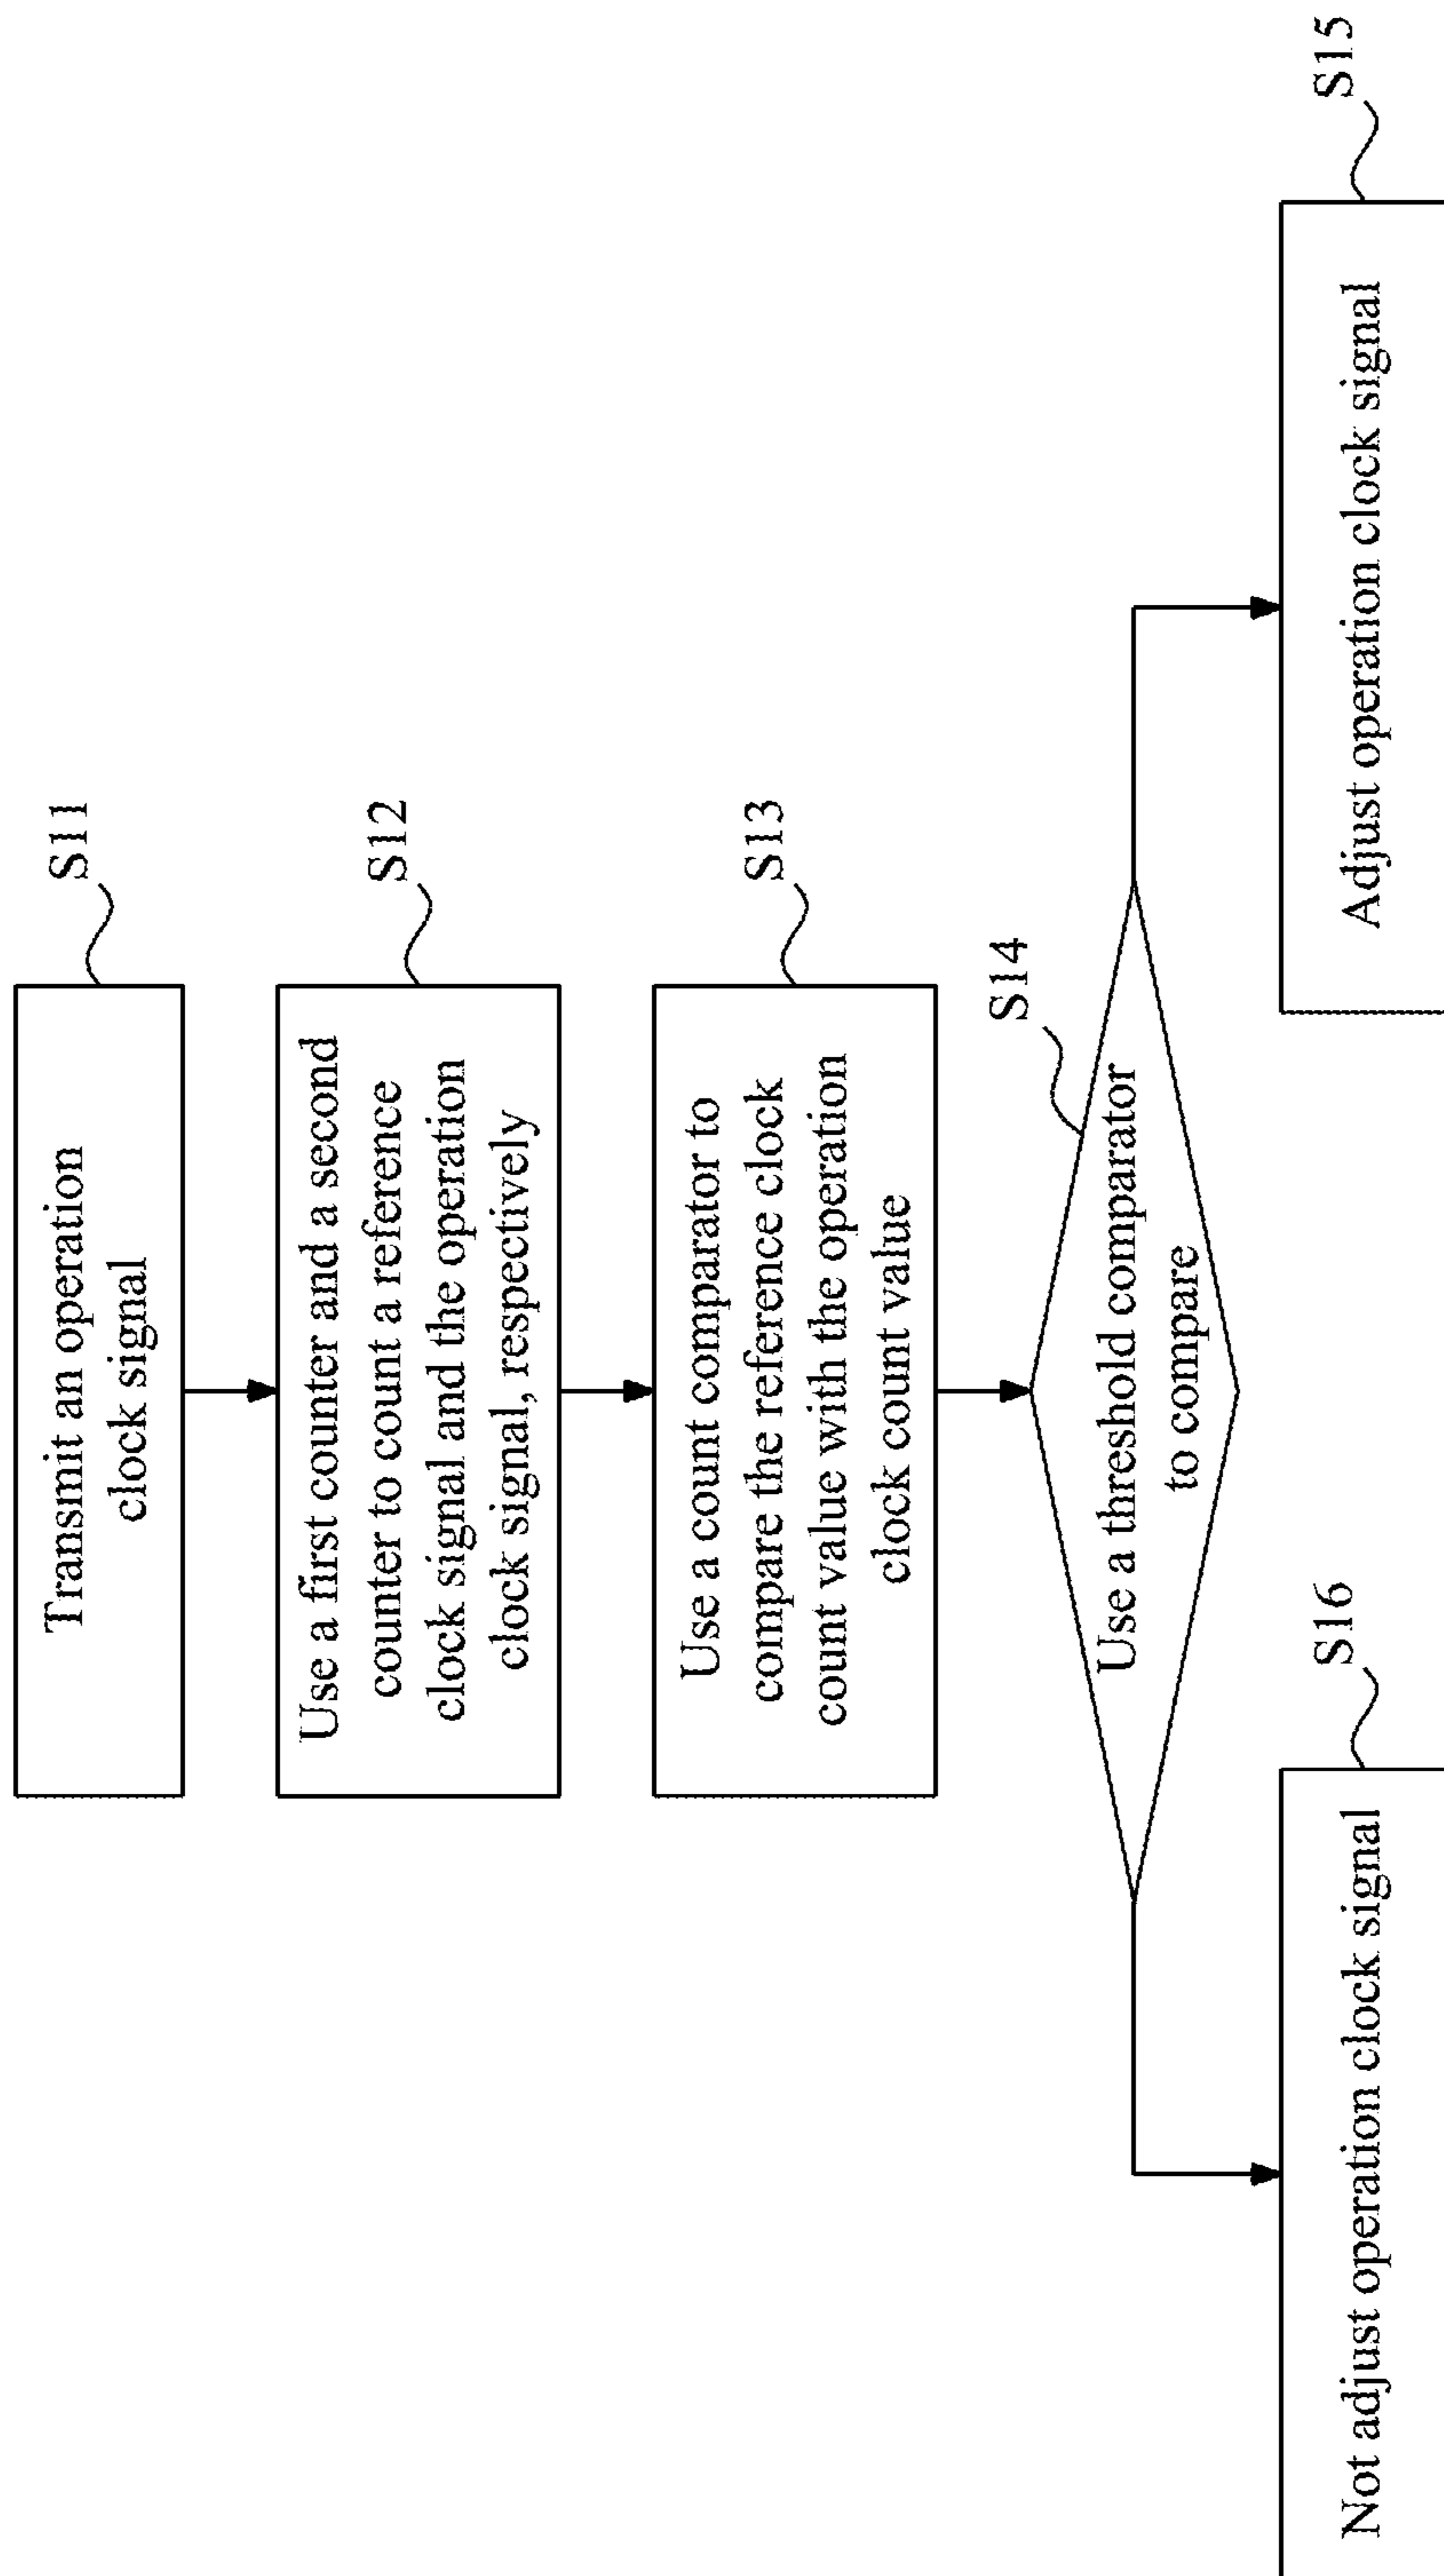 Transmit an operation
clock signal
S11
Use a first counter and a second
counter to count a reference
clock signal and the operation
clock signal, respectively
S12
Use a count comparator to
compare the reference clock
count value with the operation
clock count value
S13
Use a threshold comparator
to compare
S14
Not adjust operation clock signal
S16
Adjust operation clock signal
S15